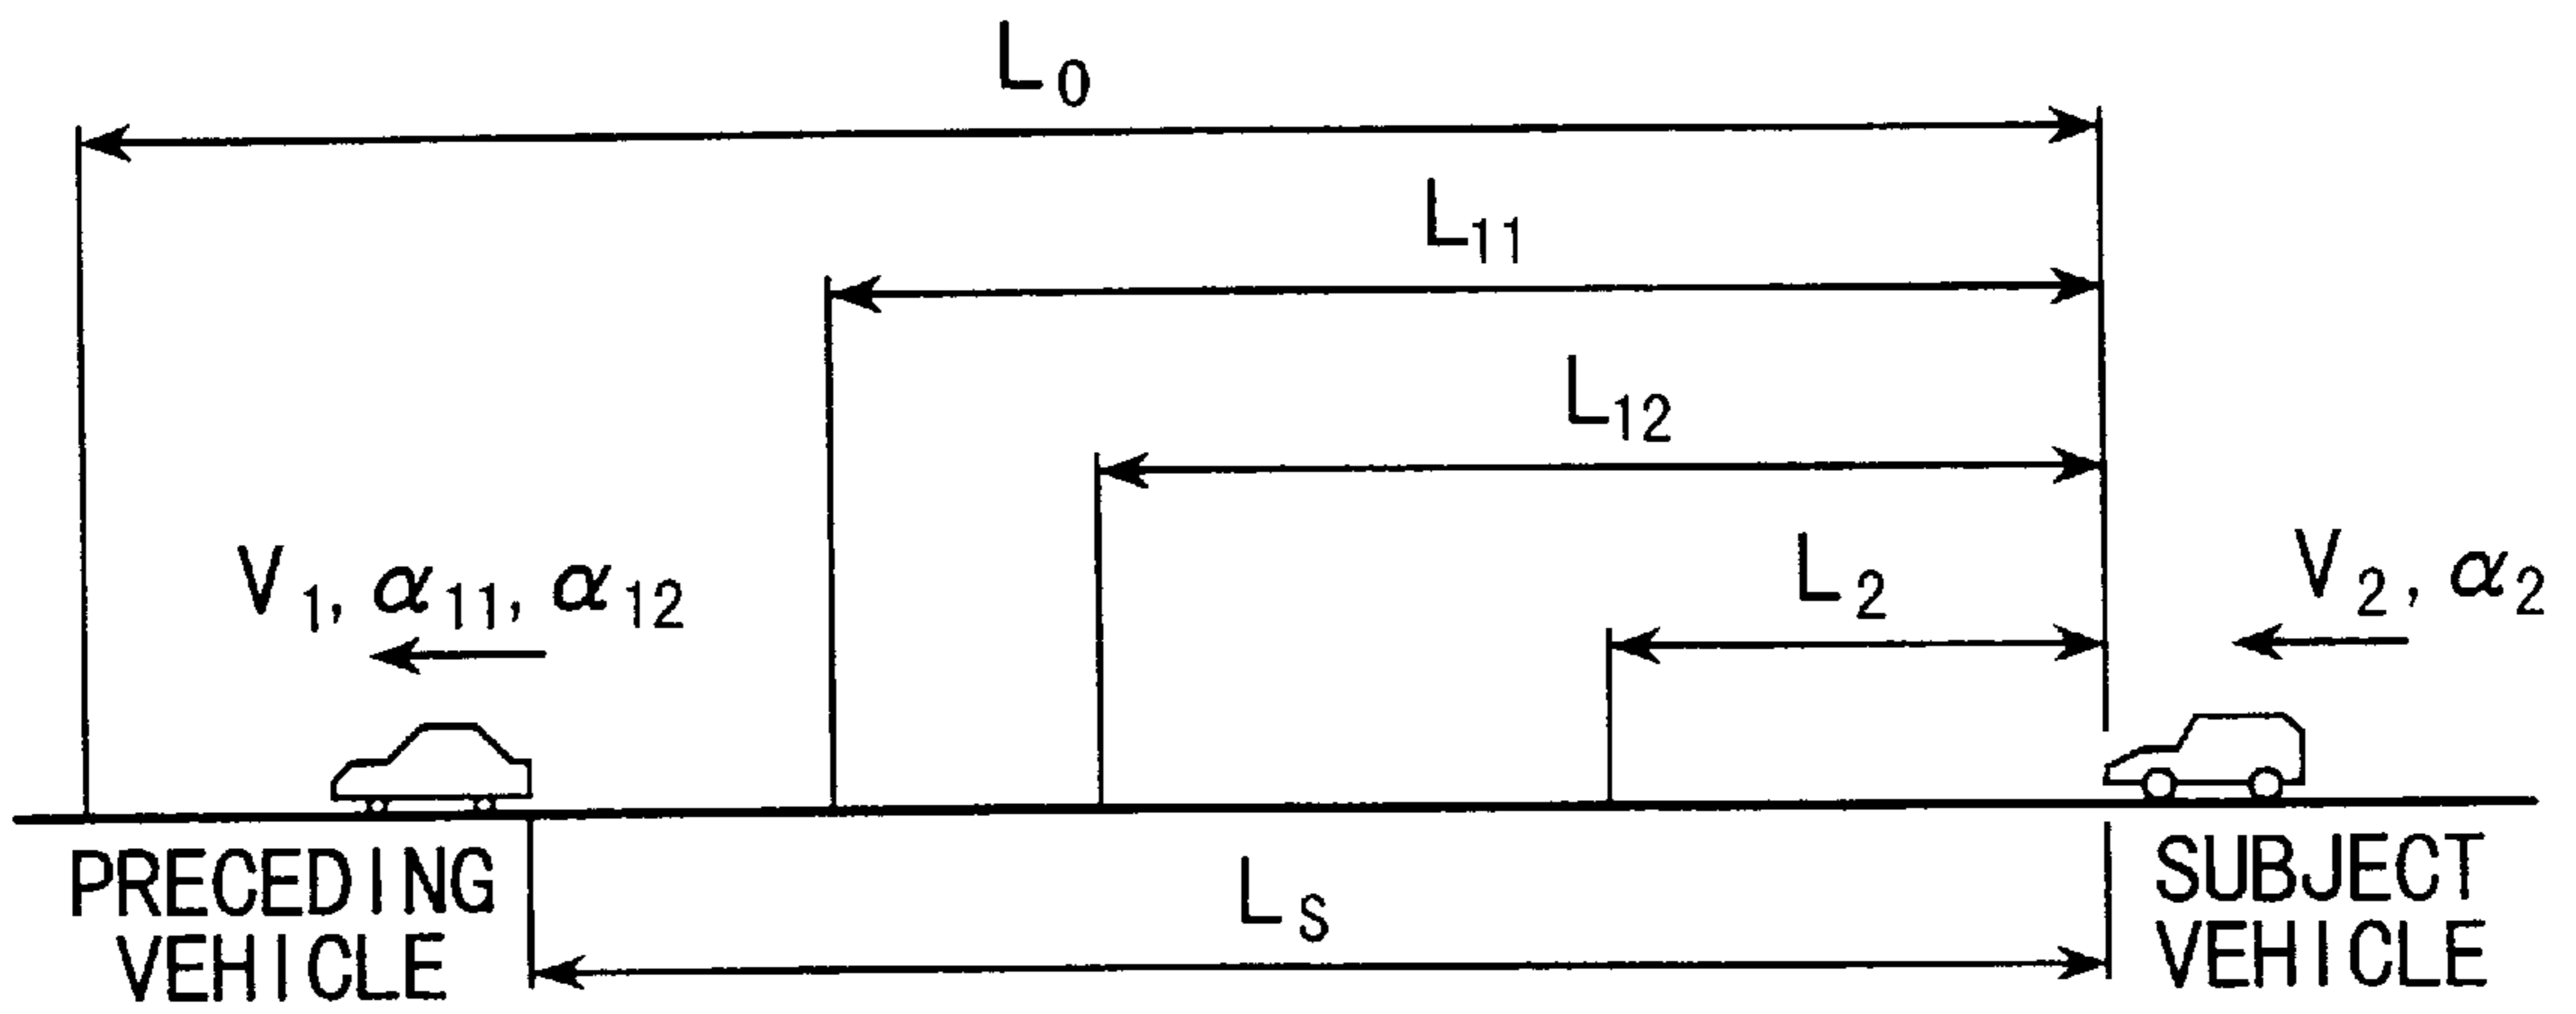 L0
L11
L12
L2
V1, α11, α12
V2, α2
PRECEDING VEHICLE
SUBJECT VEHICLE
LS